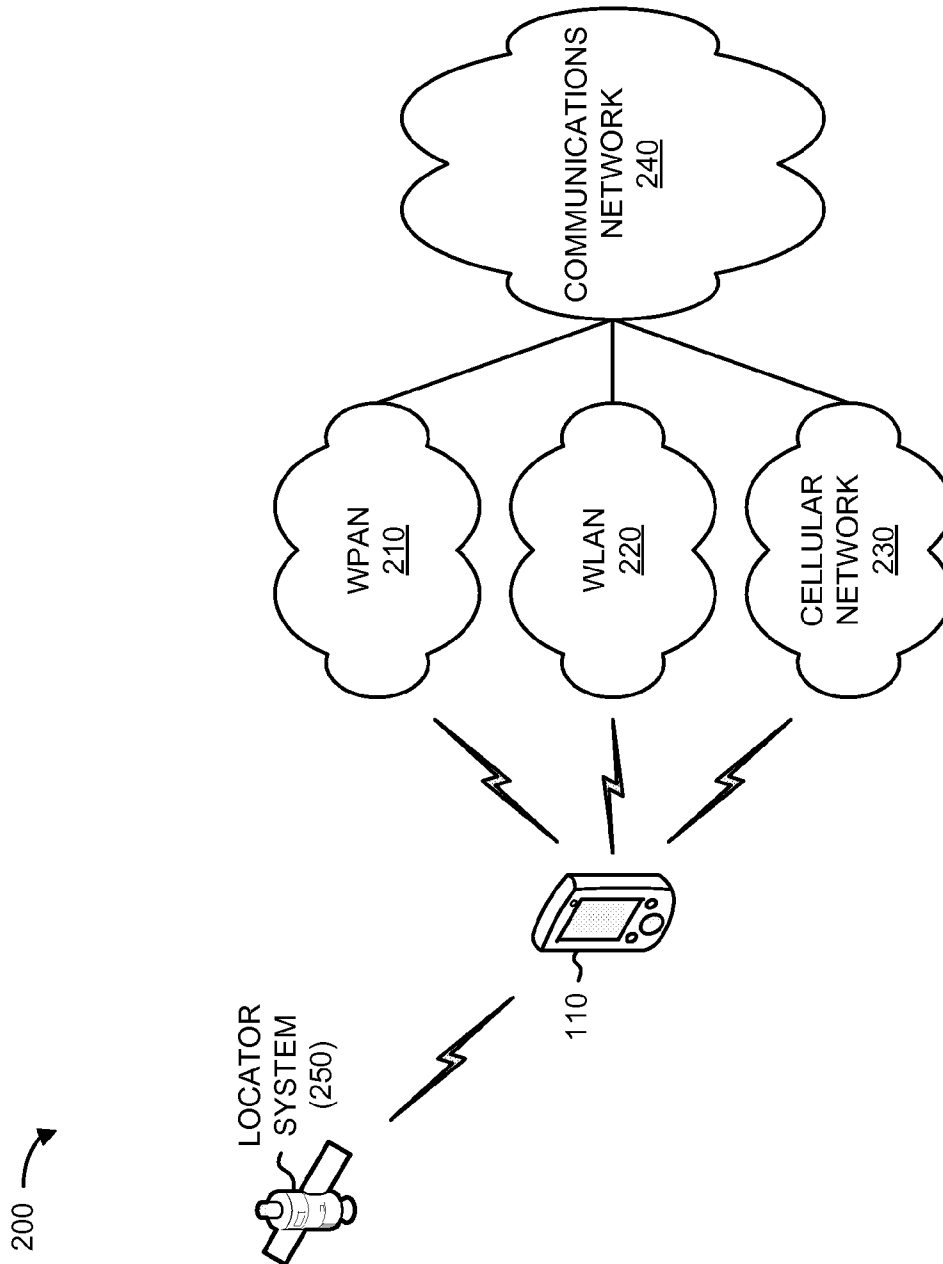 200
LOCATOR
SYSTEM
(250)
110
WPAN
210
WLAN
220
CELLULAR
NETWORK
230
COMMUNICATIONS
NETWORK
240